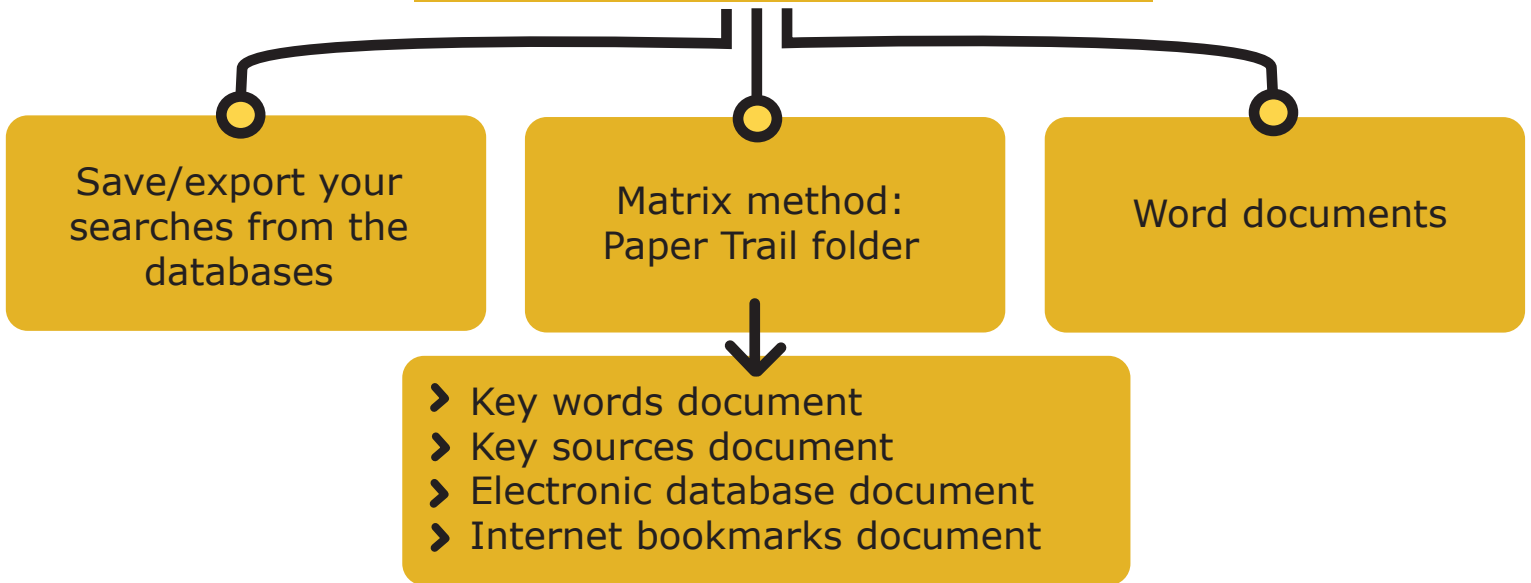 Save/export your
searches from the
databases
Matrix method:
Paper Trail folder
Word documents
Key words document
Key sources document
Electronic database document
Internet bookmarks document